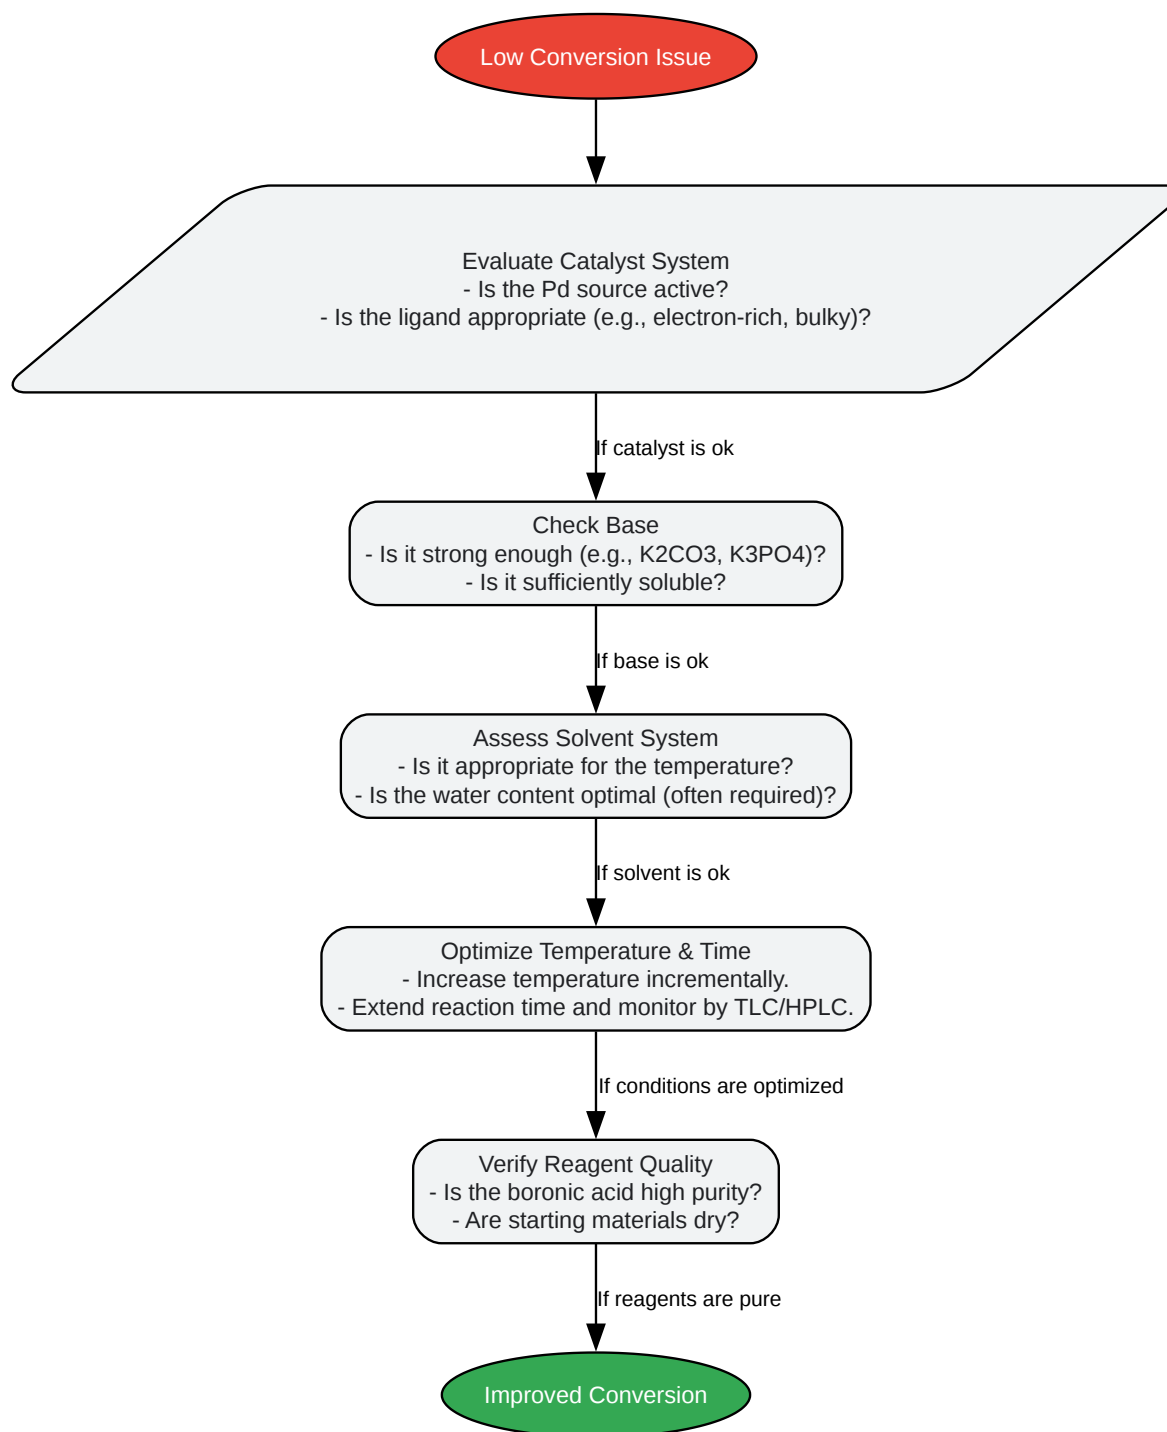 Low Conversion Issue
Evaluate Catalyst System
- Is the Pd source active?
- Is the ligand appropriate (e.g., electron-rich, bulky)?
If catalyst is ok
Check Base
- Is it strong enough (e.g., K2CO3, K3PO4)?
- Is it sufficiently soluble?
If base is ok
Assess Solvent System
- Is it appropriate for the temperature?
- Is the water content optimal (often required)?
If solvent is ok
Optimize Temperature & Time
- Increase temperature incrementally.
- Extend reaction time and monitor by TLC/HPLC.
If conditions are optimized
Verify Reagent Quality
- Is the boronic acid high purity?
- Are starting materials dry?
If reagents are pure
Improved Conversion